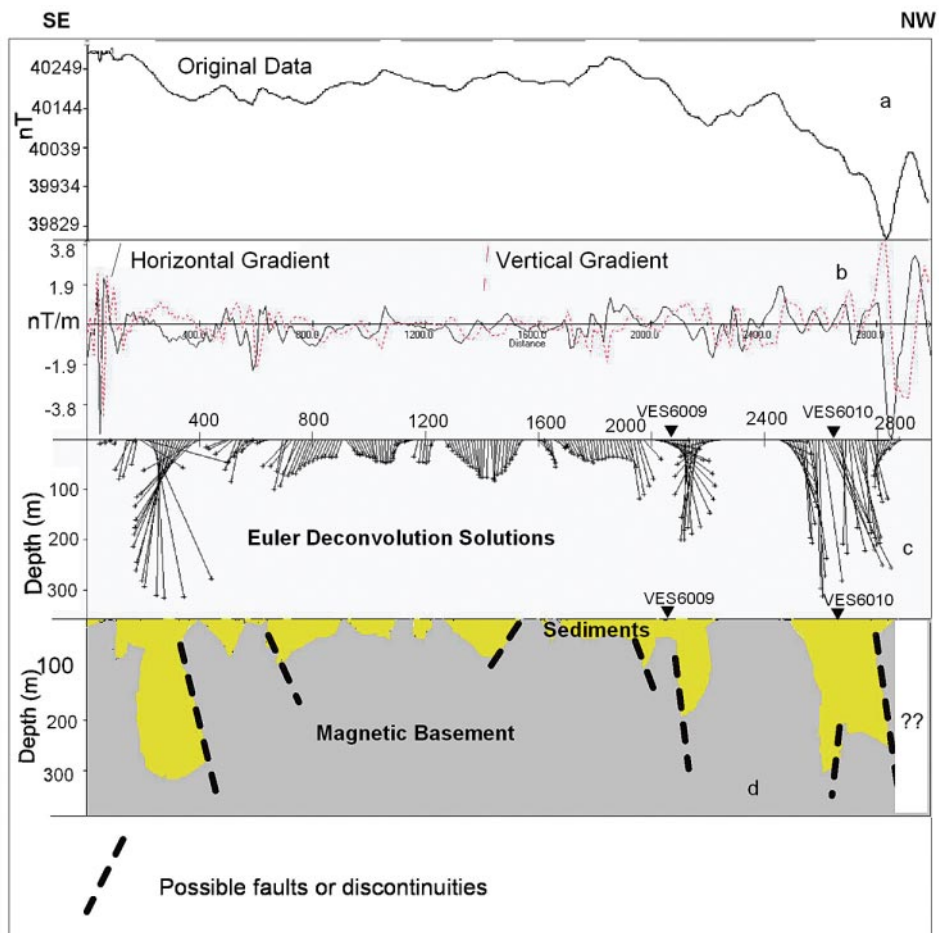 SE NW
40249
Original Data
a
40144
nT
40039
39934
39829
3.8
Horizontal Gradient
Vertical Gradient
b
1.9
nT/m
400.0 800.0 1200.0 1600.0 2000.0 2400.0 2800.0
Distance
-1.9
-3.8
VES6009 VES6010
400 800 1200 1600 2000 2400 2800
100
200
300
Depth (m)
Euler Deconvolution Solutions
c
VES6009 VES6010
Sediments
100
200
300
Depth (m)
Magnetic Basement
??
d
Possible faults or discontinuities